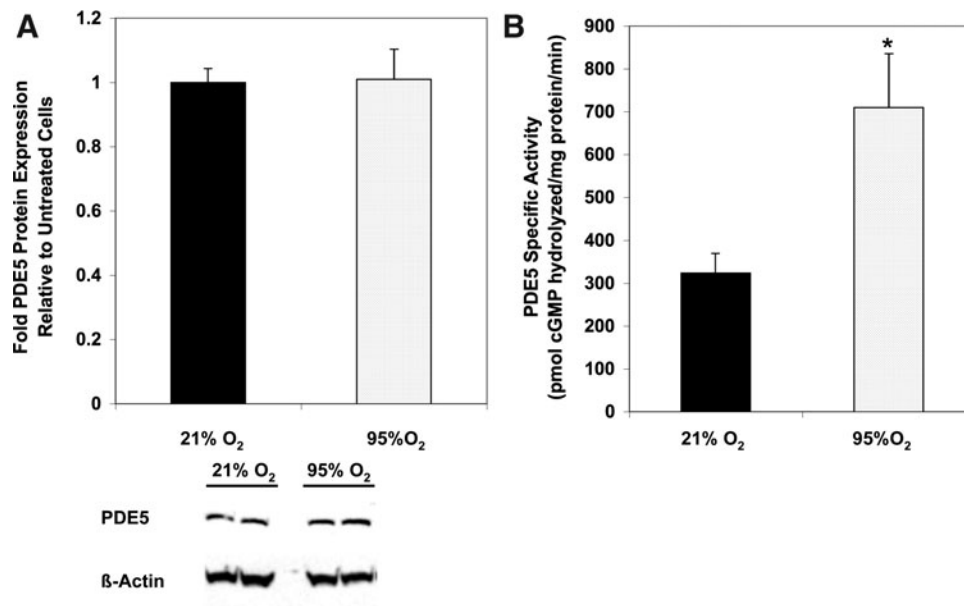 A
Fold PDE5 Protein Expression
Relative to Untreated Cells
1.2
1
0.8
0.6
0.4
0.2
0
21% O₂
95%O₂
21% O₂
95% O₂
PDE5
ß-Actin
B
PDE5 Specific Activity
(pmol cGMP hydrolyzed/mg protein/min)
900
800
700
600
500
400
300
200
100
0
*
21% O₂
95%O₂